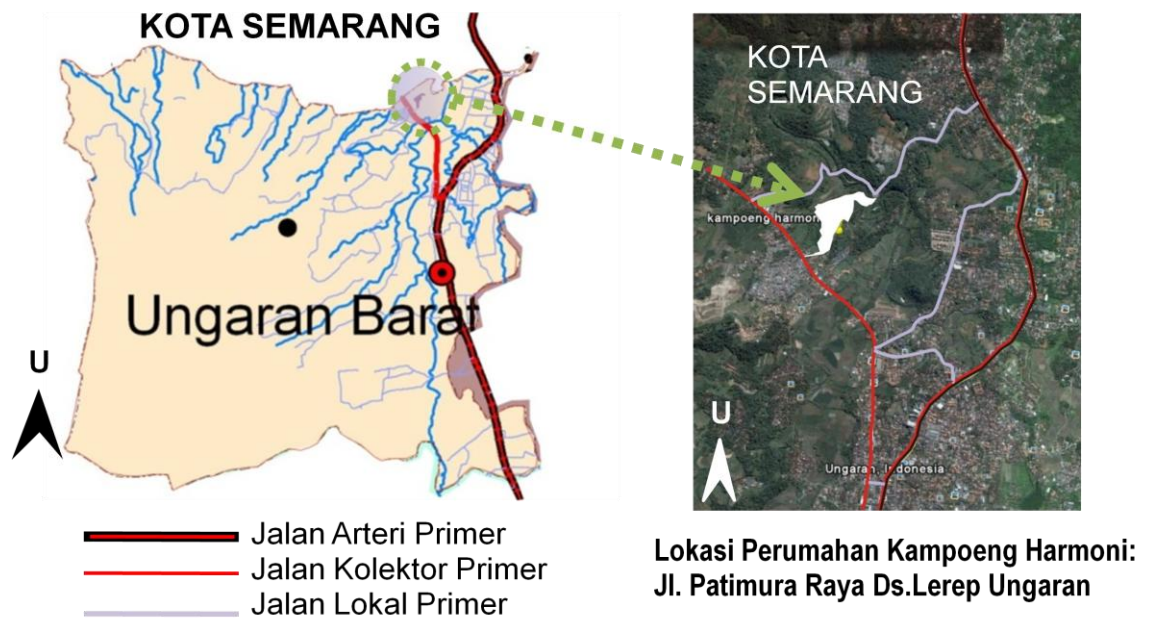 KOTA SEMARANG
Ungaran Barat
U
Jalan Arteri Primer
Jalan Kolektor Primer
Jalan Lokal Primer
KOTA
SEMARANG
kampoeng harmoni
U
Ungaran, Indonesia
Lokasi Perumahan Kampoeng Harmoni:
Jl. Patimura Raya Ds.Lerep Ungaran